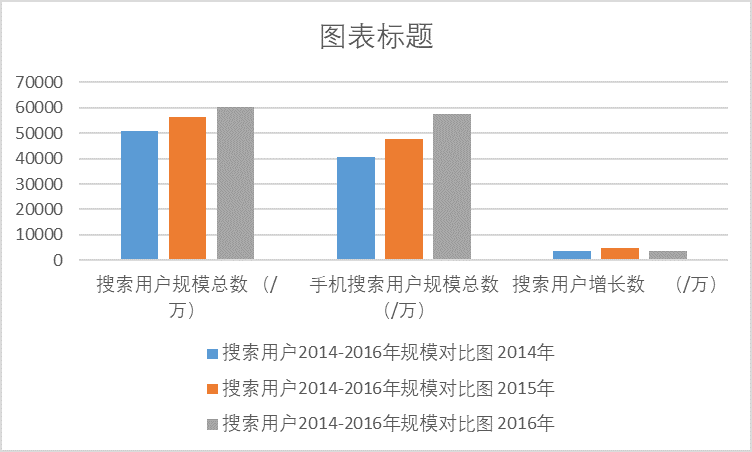 图表标题
70000
60000
50000
40000
30000
20000
10000
0
搜索用户规模总数（/
万）
手机搜索用户规模总数
（/万）
搜索用户增长数 （/万）
搜索用户2014-2016年规模对比图 2014年
搜索用户2014-2016年规模对比图 2015年
搜索用户2014-2016年规模对比图 2016年